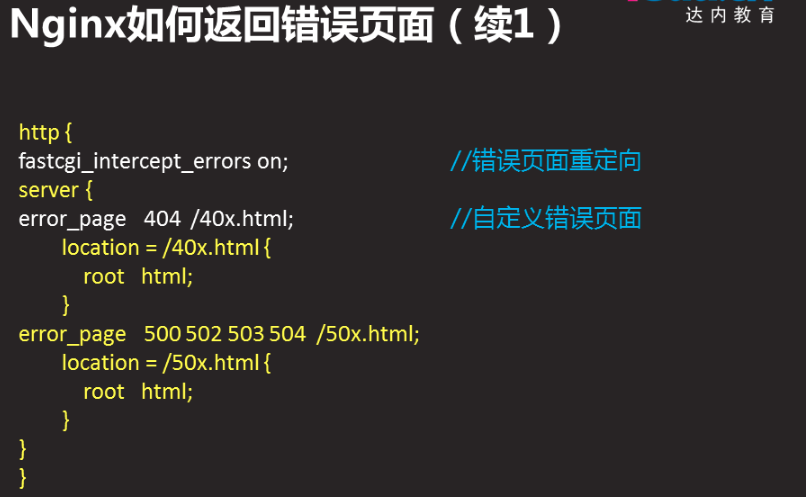 Nginx如何返回错误页面（续1）
达内教育
http {
fastcgi_intercept_errors on; //错误页面重定向
server {
error_page 404 /40x.html; //自定义错误页面
location = /40x.html {
root html;
}
error_page 500 502 503 504 /50x.html;
location = /50x.html {
root html;
}
}
}